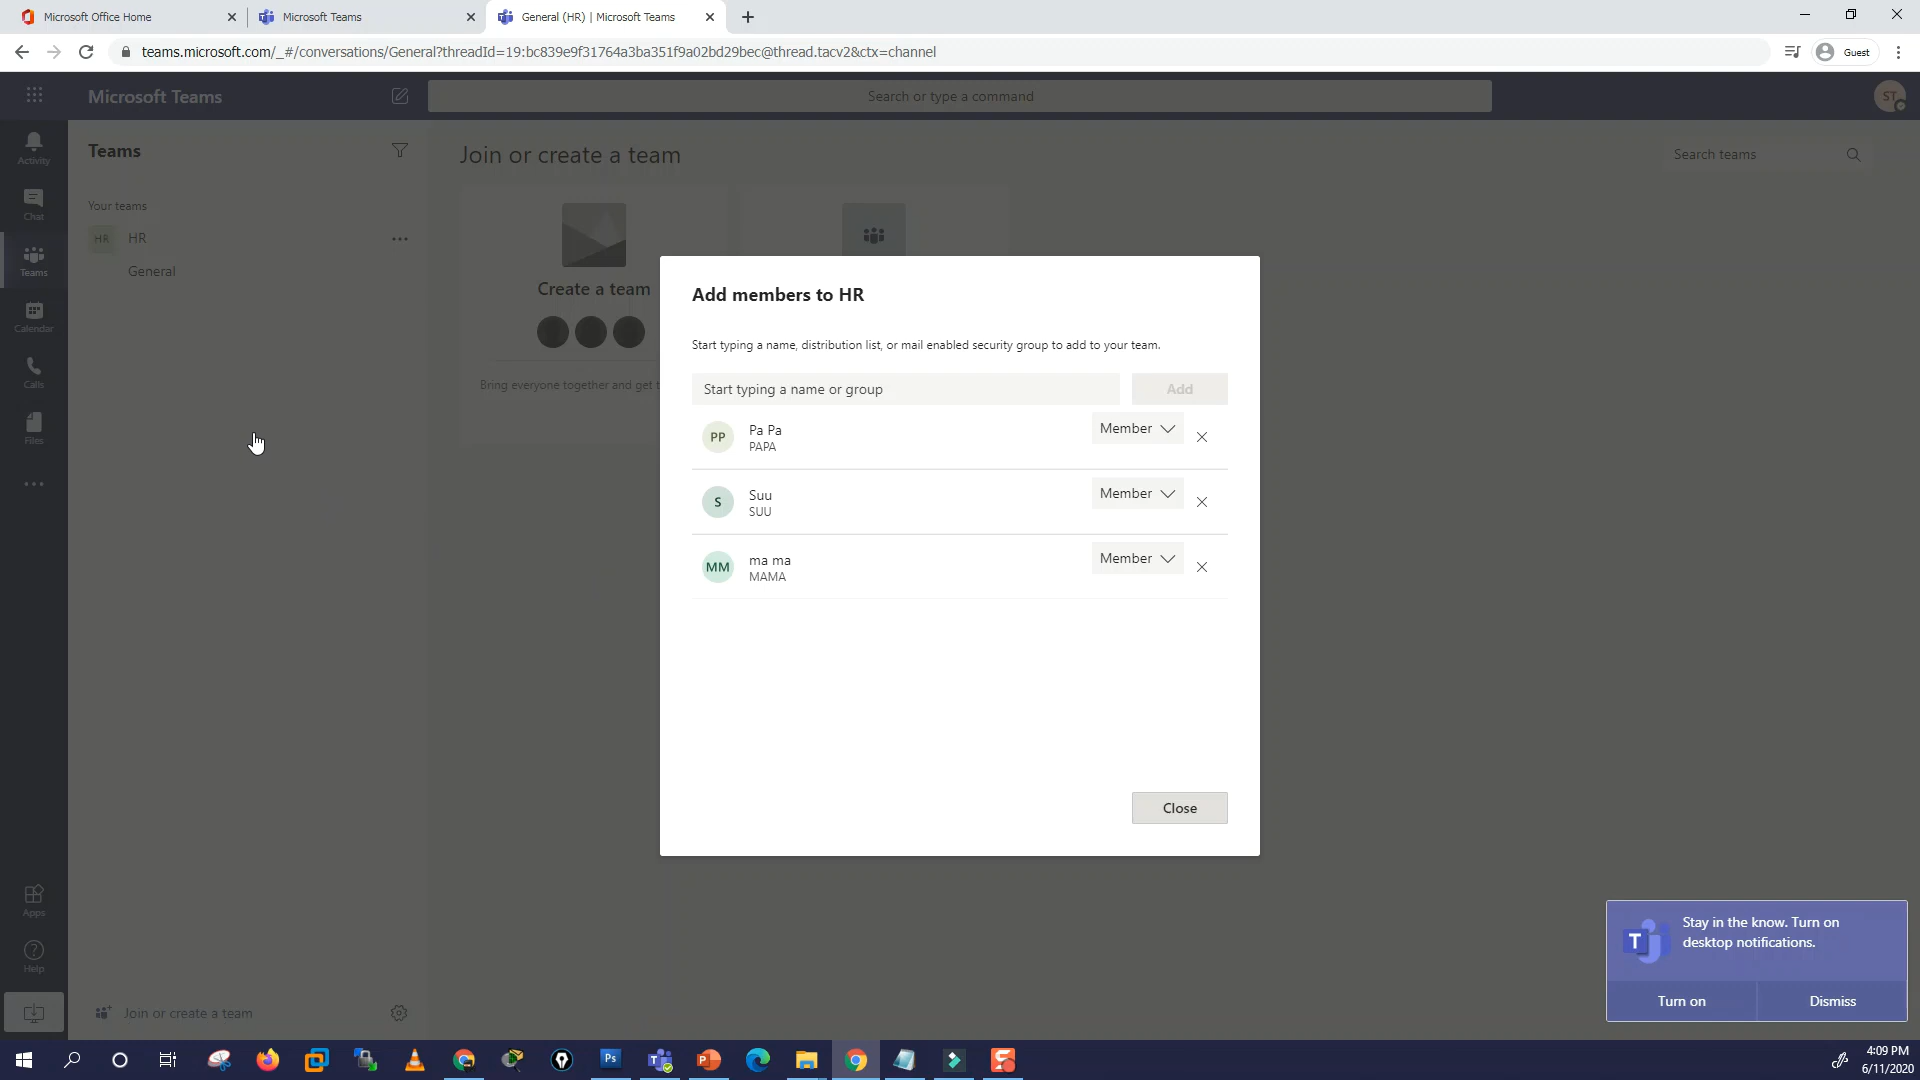 Microsoft Office Home
Microsoft Teams
General (HR) | Microsoft Teams
teams.microsoft.com/_#/conversations/General?threadId=19:bc839e9f31764a3ba351f9a02bd29bec@thread.tacv2&ctx=channel
Guest
Microsoft Teams
Search or type a command
ST
Activity
Chat
Teams
Calendar
Calls
Files
Apps
Help
Teams
Your teams
HR HR
General
Join or create a team
Join or create a team
Search teams
Create a team
Bring everyone together and get
Add members to HR
Start typing a name, distribution list, or mail enabled security group to add to your team.
Start typing a name or group
Add
PP
Pa Pa
PAPA
Member
S
Suu
SUU
Member
MM
ma ma
MAMA
Member
Close
T
Stay in the know. Turn on
desktop notifications.
Turn on
Dismiss
Ps
4:09 PM
6/11/2020